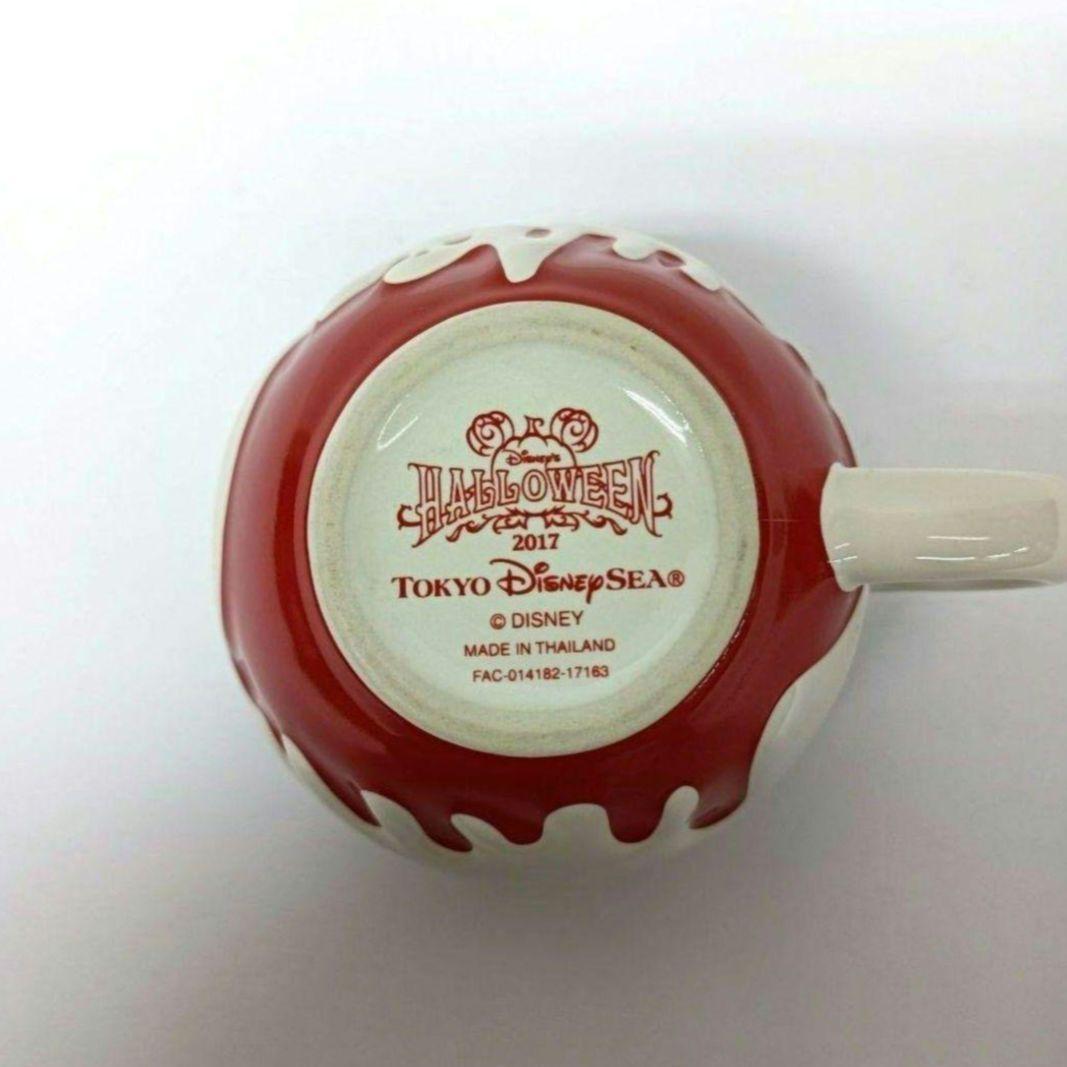 Disney's
HALLOWEEN
2017
TOKYO DISNEYSEA®
© DISNEY
MADE IN THAILAND
FAC-014182-17163